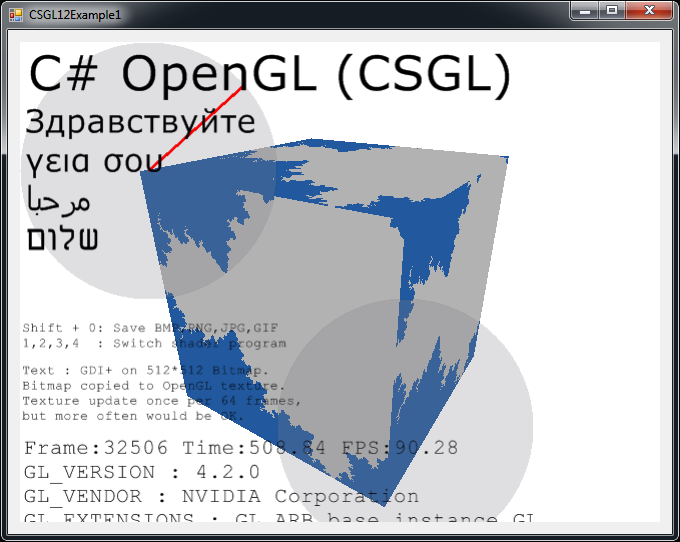 CSGL12Example1
C# OpenGL (CSGL)
Здравствуйте
γεια σου
مرحبا
שלום
Shift + 0: Save BMP,PNG,JPG,GIF
1,2,3,4  : Switch shader program
Text : GDI+ on 512*512 Bitmap.
Bitmap copied to OpenGL texture.
Texture update once per 64 frames,
but more often would be OK.
Frame:32506 Time:508.84 FPS:90.28
GL_VERSION : 4.2.0
GL_VENDOR : NVIDIA Corporation
GL_EXTENSIONS : GL_ARB_base_instance GL_